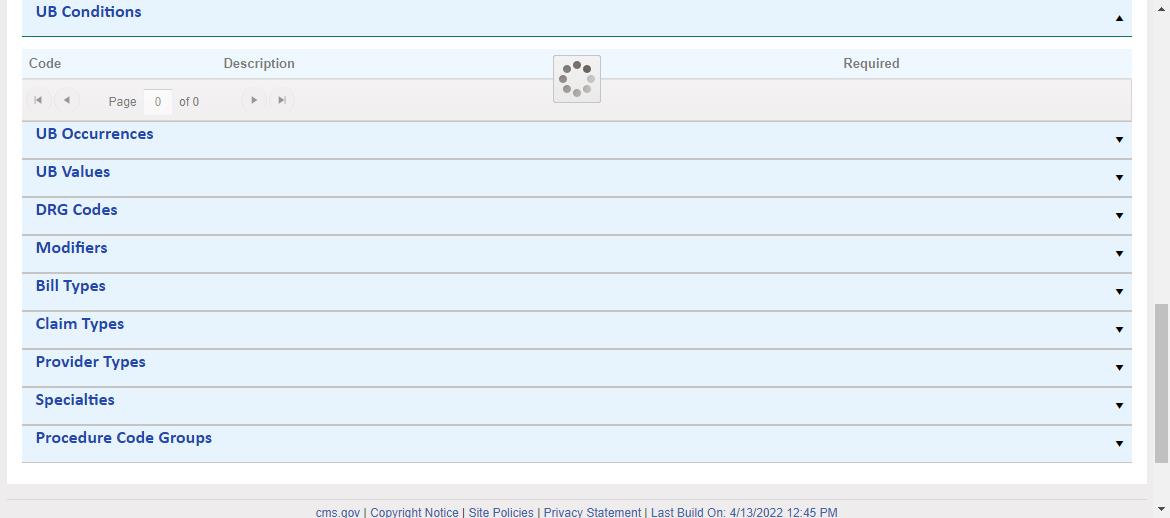 UB Conditions
Code Description Required
Page 0 of 0
UB Occurrences
UB Values
DRG Codes
Modifiers
Bill Types
Claim Types
Provider Types
Specialties
Procedure Code Groups
cms.gov | Copyright Notice | Site Policies | Privacy Statement | Last Build On: 4/13/2022 12:45 PM